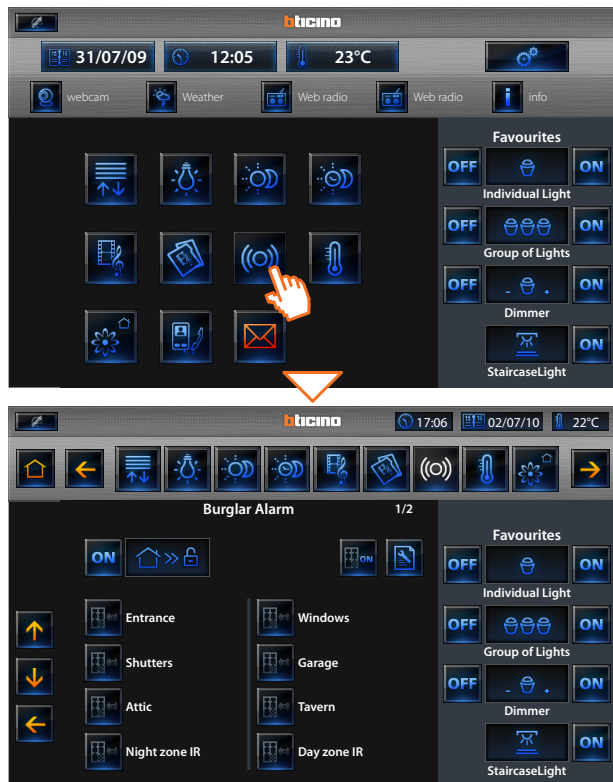 bticino
31/07/09 12:05 23°C
webcam Weather Web radio Web radio info
Favourites
OFF ON
Individual Light
OFF ON
Group of Lights
OFF - + ON
Dimmer
ON
StaircaseLight
bticino 17:06 02/07/10 22°C
Burglar Alarm 1/2
ON ON
Entrance Windows
Shutters Garage
Attic Tavern
Night zone IR Day zone IR
Favourites
OFF ON
Individual Light
OFF ON
Group of Lights
OFF - + ON
Dimmer
ON
StaircaseLight